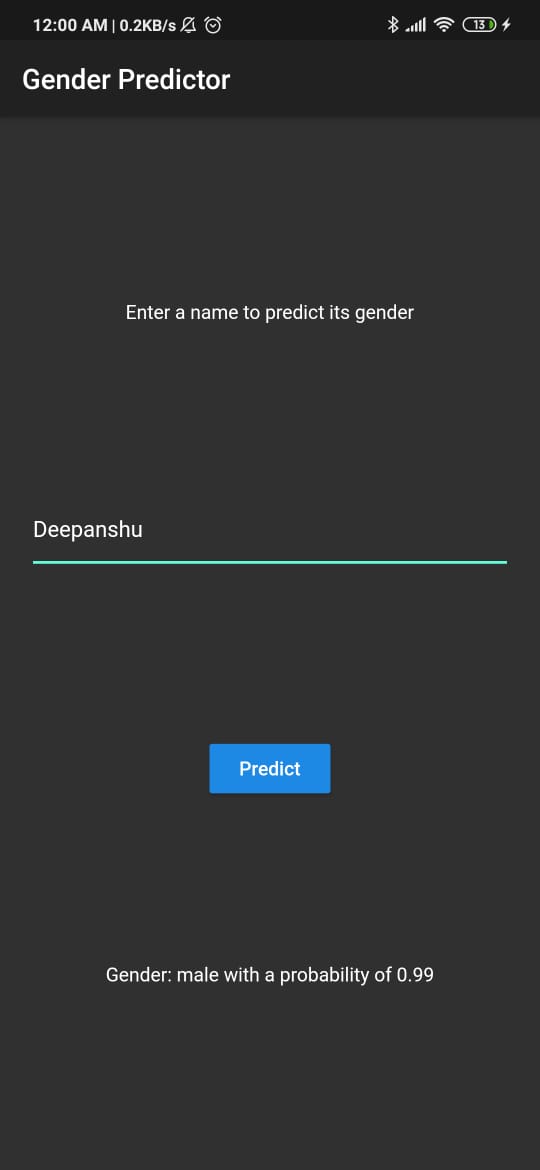 12:00 AM | 0.2KB/s 13
Gender Predictor
Enter a name to predict its gender
Deepanshu
Predict
Gender: male with a probability of 0.99